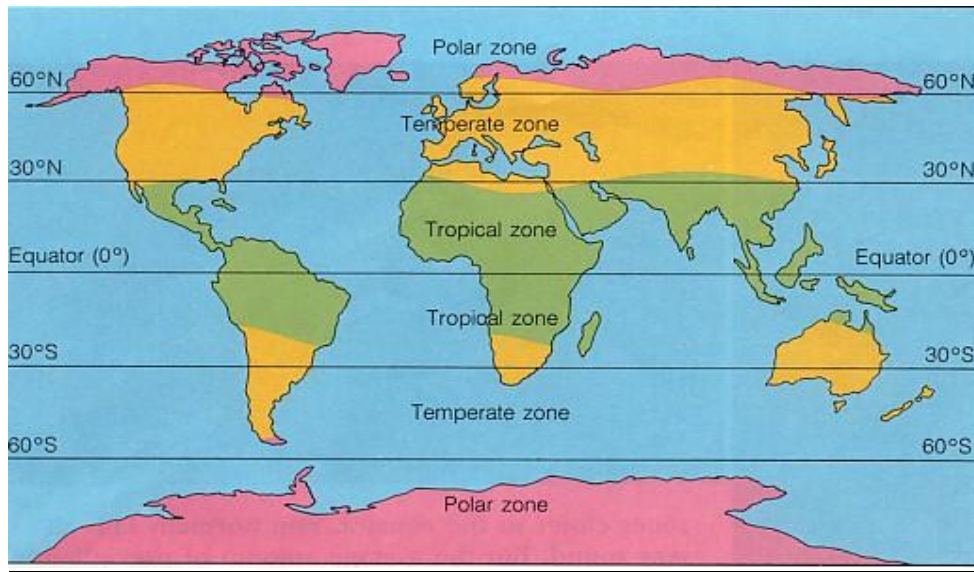 Polar zone
60°N
60°N
Temperate zone
30°N
30°N
Tropical zone
Equator (0°)
Equator (0°)
Tropical zone
30°S
30°S
Temperate zone
60°S
60°S
Polar zone